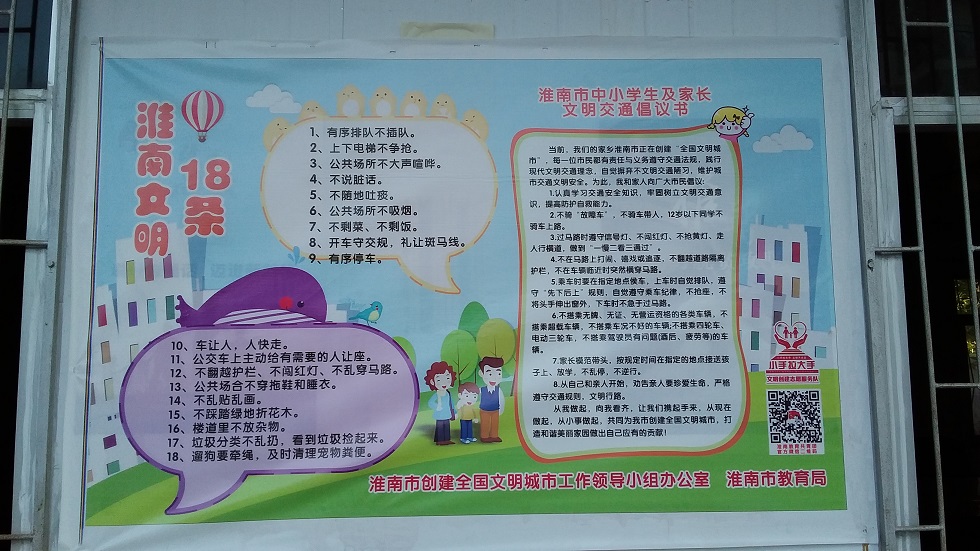 淮南文明
18条
1、有序排队不插队。
2、上下电梯不争抢。
3、公共场所不大声喧哗。
4、不说脏话。
5、不随地吐痰。
6、公共场所不吸烟。
7、不剩菜、不剩饭。
8、开车守交规，礼让斑马线。
9、有序停车。
10、车让人，人快走。
11、公交车上主动给有需要的人让座。
12、不翻越护栏、不闯红灯、不乱穿马路。
13、公共场合不穿拖鞋和睡衣。
14、不乱贴乱画。
15、不踩踏绿地折花木。
16、楼道里不放杂物。
17、垃圾分类不乱扔，看到垃圾捡起来。
18、遛狗要牵绳，及时清理宠物粪便。
淮南市中小学生及家长
文明交通倡议书
当前，我们的家乡淮南市正在创建“全国文明城
市”，每一位市民都有责任与义务遵守交通法规，践行
现代文明交通理念，自觉摒弃不文明交通陋习，维护城
市交通文明安全。为此，我和家人向广大市民倡议：
1.认真学习交通安全知识，牢固树立文明交通意
识，提高防护自救能力。
2.不骑“故障车”，不骑车带人，12岁以下同学不
骑车上路。
3.过马路时遵守信号灯、不闯红灯、不抢黄灯、走
人行横道，做到“一慢二看三通过”。
4.不在马路上打闹、嬉戏或追逐，不翻越道路隔离
护栏，不在车辆临近时突然横穿马路。
5.乘车时要在指定地点候车，上车时自觉排队，遵
守“先下后上”规则，自觉遵守乘车纪律，不抢座、不
将头手伸出窗外，下车时不急于过马路。
6.不搭乘无牌、无证、无营运资格的各类车辆，不
搭乘超载车辆，不搭乘车况不好的车辆;不搭乘四轮车、
电动三轮车，不搭乘驾驶员有问题(酒后、疲劳等)的车
辆。
7.家长模范带头，按规定时间在指定的地点接送孩
子上、放学，不乱停，不逆行。
8.从自己和亲人开始，劝告亲人要珍爱生命，严格
遵守交通规则，文明行路。
从我做起，向我看齐，让我们携起手来，从现在
做起，从小事做起，共同为我市创建全国文明城市，打
造和谐美丽家园做出自己应有的贡献！
小手拉大手
文明创建志愿服务队
淮南市创建全国文明城市工作领导小组办公室 淮南市教育局